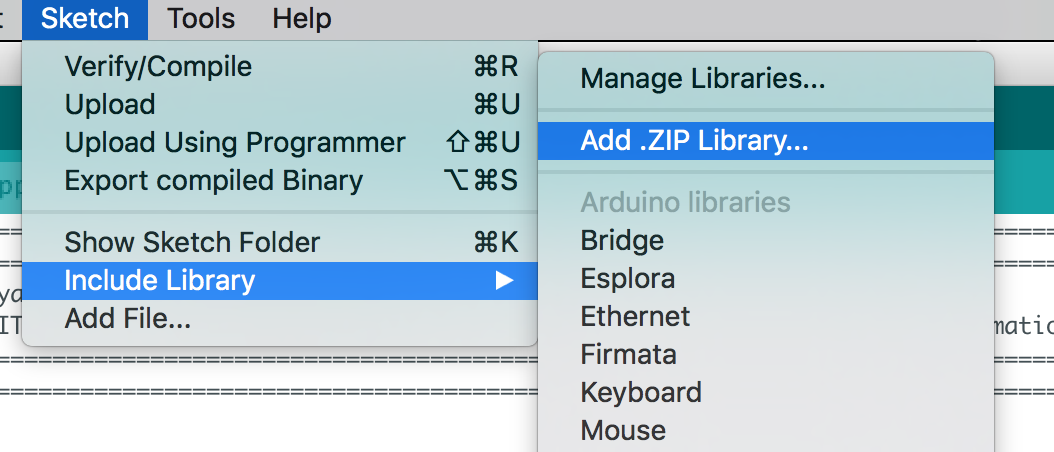 Sketch Tools Help
Verify/Compile ⌘R
Upload ⌘U
Upload Using Programmer ⇧⌘U
Export compiled Binary ⌥⌘S
Show Sketch Folder ⌘K
Include Library ▶
Add File...
Manage Libraries...
Add .ZIP Library...
Arduino libraries
Bridge
Esplora
Ethernet
Firmata
Keyboard
Mouse